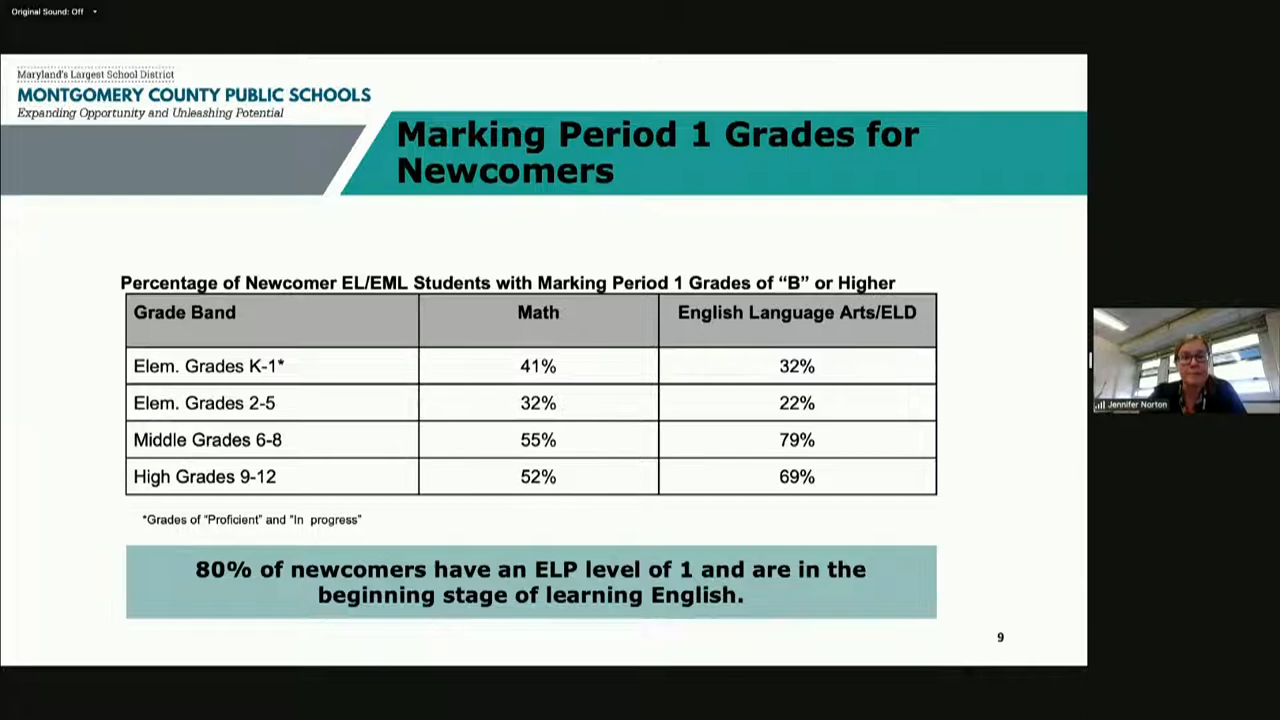 Original Sound: Off
Maryland's Largest School District
MONTGOMERY COUNTY PUBLIC SCHOOLS
Expanding Opportunity and Unleashing Potential
Marking Period 1 Grades for
Newcomers
Percentage of Newcomer EL/EML Students with Marking Period 1 Grades of “B” or Higher
Grade Band Math English Language Arts/ELD
Elem. Grades K-1* 41% 32%
Elem. Grades 2-5 32% 22%
Middle Grades 6-8 55% 79%
High Grades 9-12 52% 69%
*Grades of “Proficient” and “In progress”
80% of newcomers have an ELP level of 1 and are in the
beginning stage of learning English.
9
Jennifer Norton